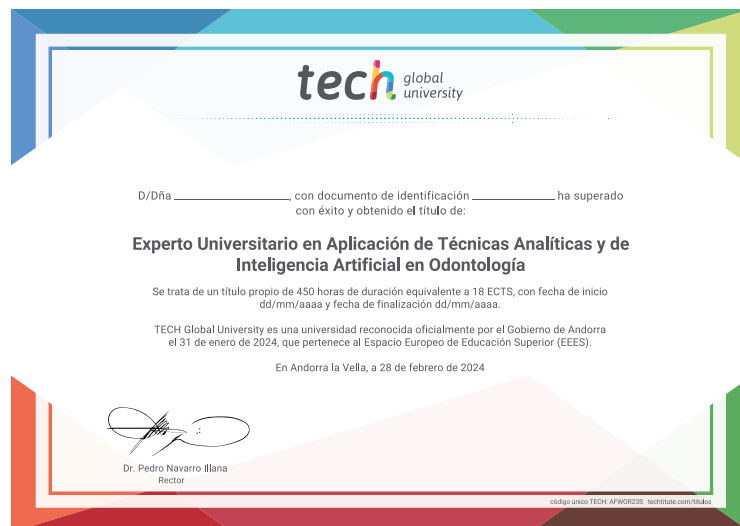 tech global university
D/Dña ____________________, con documento de identificación ______________ ha superado
con éxito y obtenido el título de:
Experto Universitario en Aplicación de Técnicas Analíticas y de
Inteligencia Artificial en Odontología
Se trata de un título propio de 450 horas de duración equivalente a 18 ECTS, con fecha de inicio
dd/mm/aaaa y fecha de finalización dd/mm/aaaa.
TECH Global University es una universidad reconocida oficialmente por el Gobierno de Andorra
el 31 de enero de 2024, que pertenece al Espacio Europeo de Educación Superior (EEES).
En Andorra la Vella, a 28 de febrero de 2024
Dr. Pedro Navarro Illana
Rector
código único TECH: AFWOR23S techtitute.com/titulos